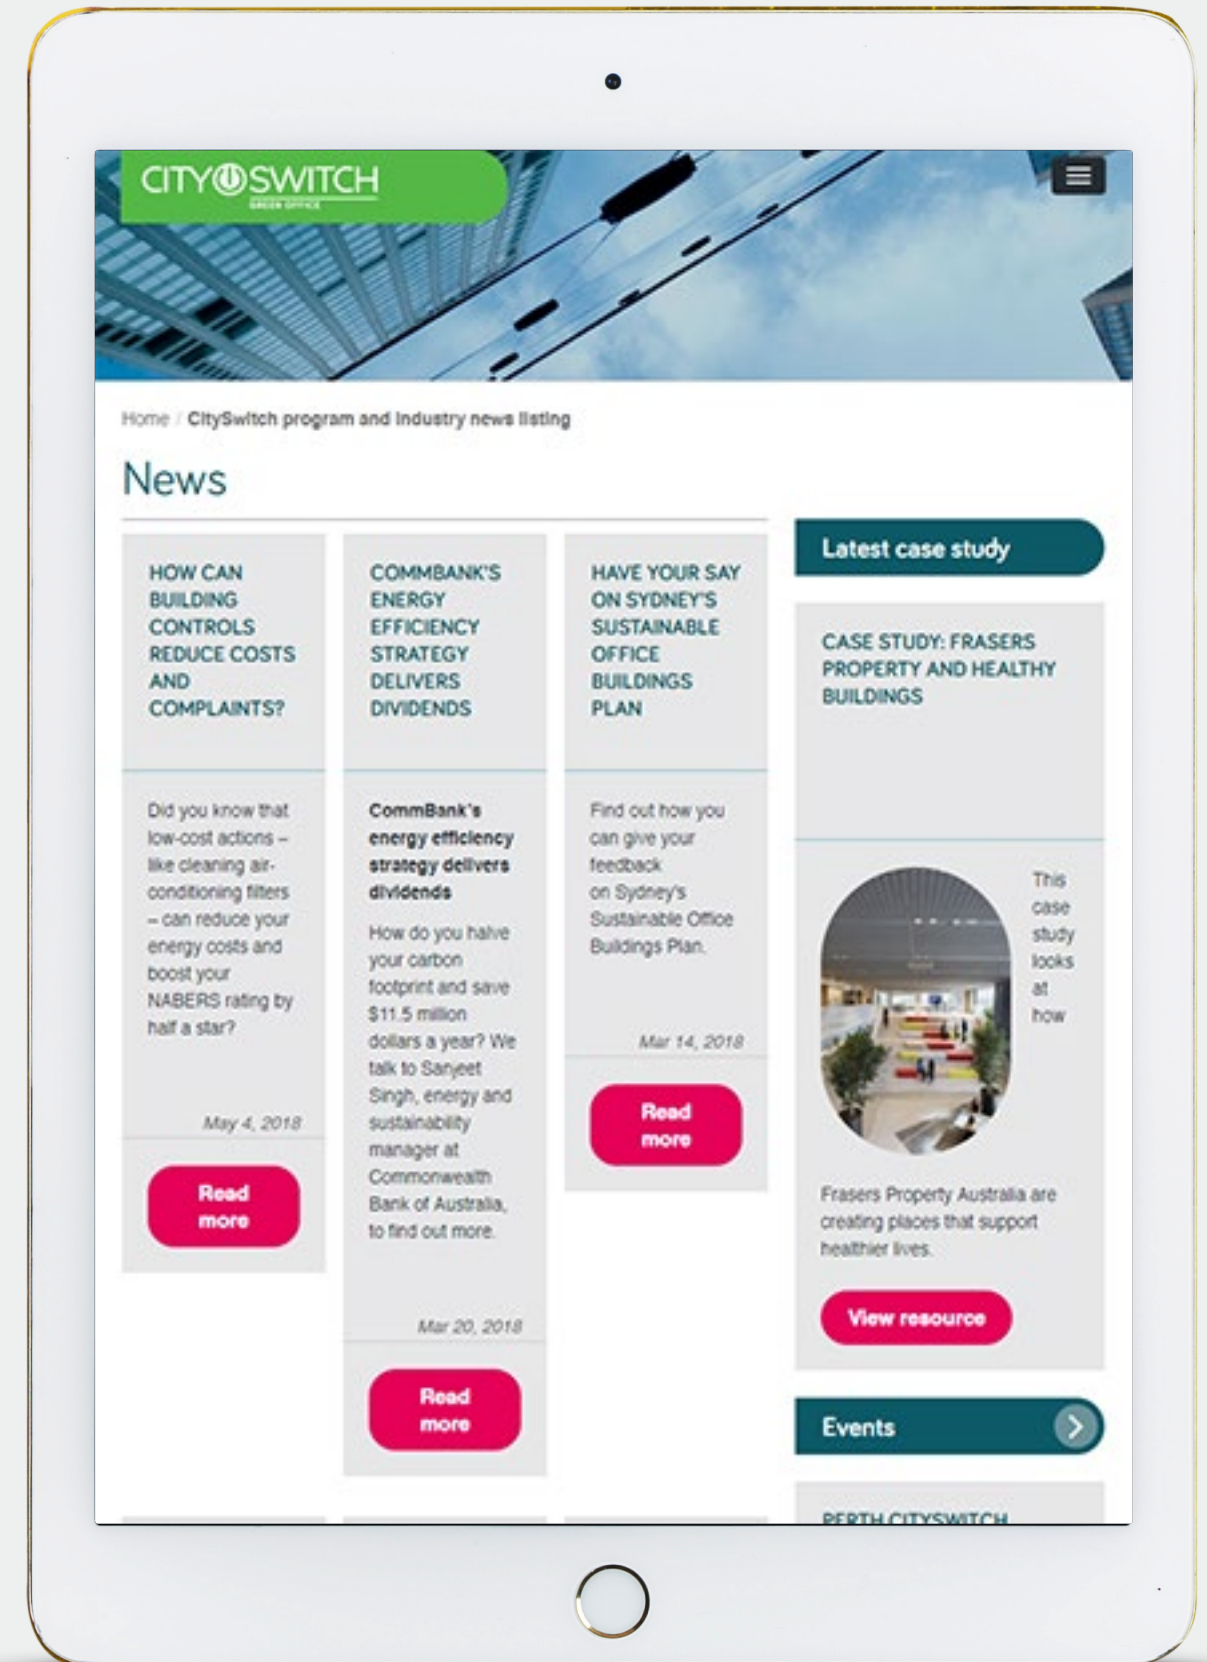 CITY SWITCH
GREEN OFFICE
Home / CitySwitch program and industry news listing
News
HOW CAN
BUILDING
CONTROLS
REDUCE COSTS
AND
COMPLAINTS?
Did you know that
low-cost actions –
like cleaning air-
conditioning filters
– can reduce your
energy costs and
boost your
NABERS rating by
half a star?
May 4, 2018
Read
more
COMMBANK'S
ENERGY
EFFICIENCY
STRATEGY
DELIVERS
DIVIDENDS
CommBank's
energy efficiency
strategy delivers
dividends
How do you halve
your carbon
footprint and save
$11.5 million
dollars a year? We
talk to Sanjeet
Singh, energy and
sustainability
manager at
Commonwealth
Bank of Australia,
to find out more.
Mar 20, 2018
Read
more
HAVE YOUR SAY
ON SYDNEY'S
SUSTAINABLE
OFFICE
BUILDINGS
PLAN
Find out how you
can give your
feedback
on Sydney's
Sustainable Office
Buildings Plan.
Mar 14, 2018
Read
more
Latest case study
CASE STUDY: FRASERS
PROPERTY AND HEALTHY
BUILDINGS
This
case
study
looks
at
how
Frasers Property Australia are
creating places that support
healthier lives.
View resource
Events
PERTH CITYSWITCH